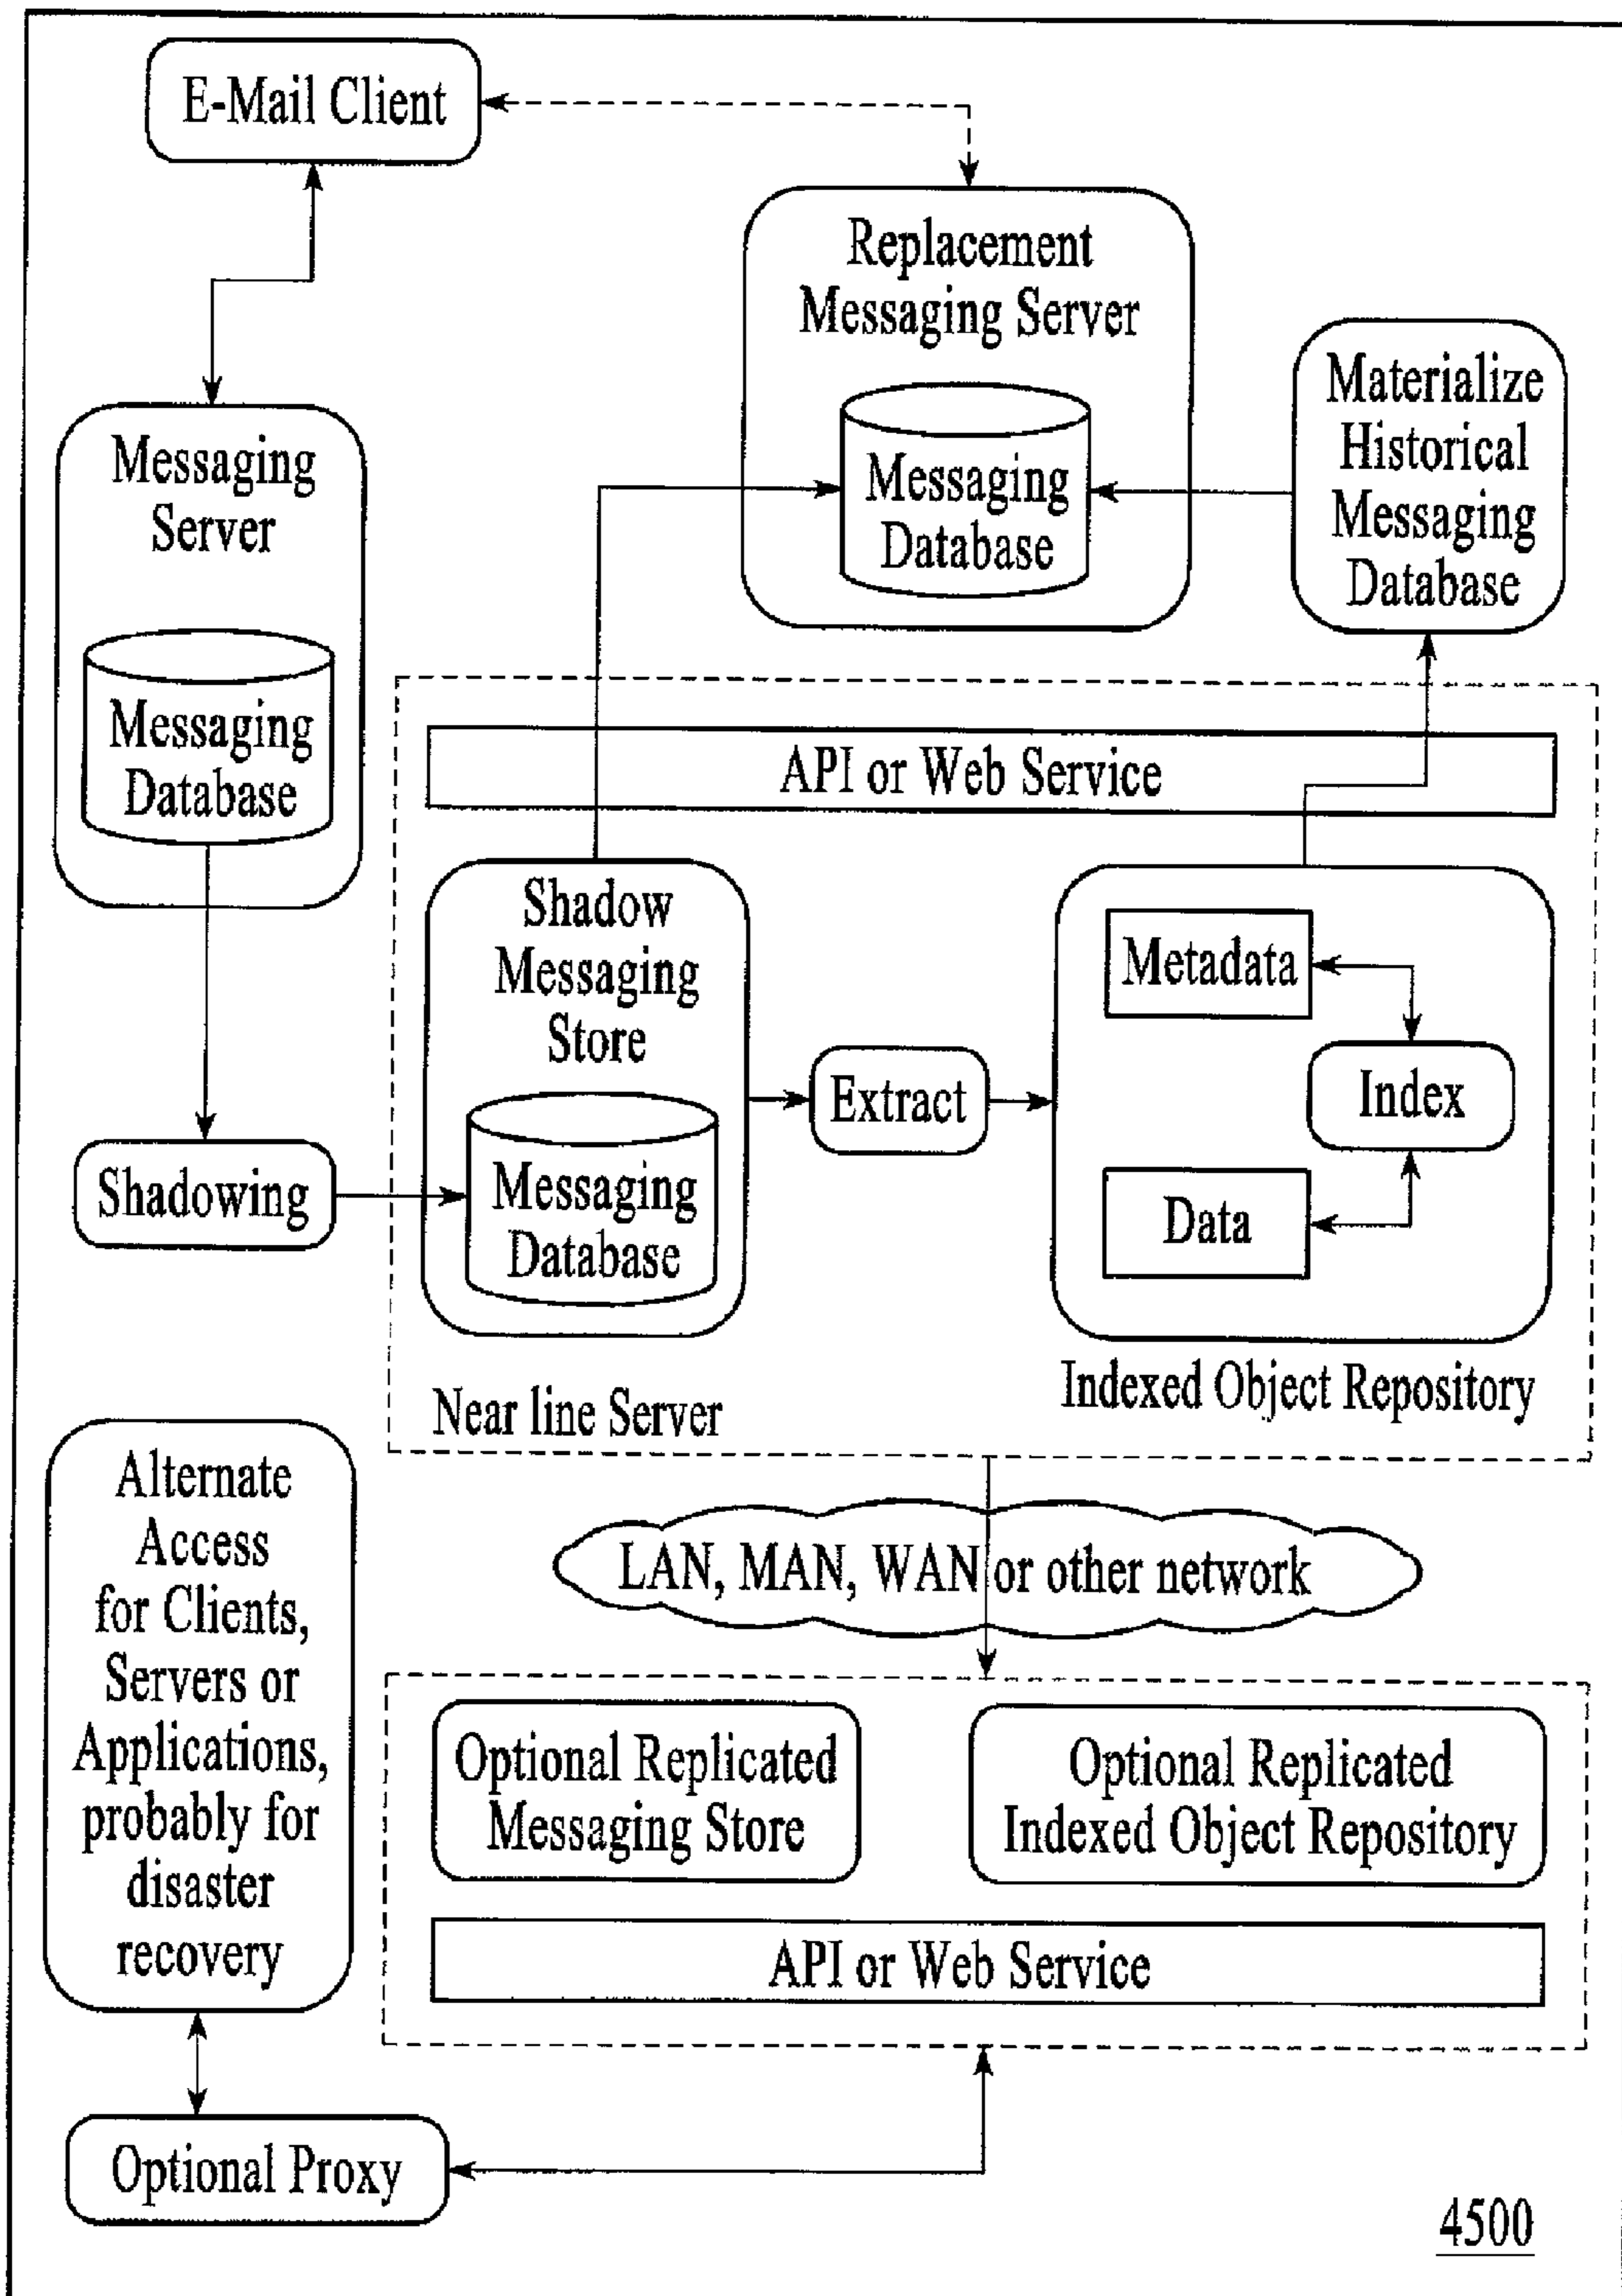 E-Mail Client
Replacement
Messaging Server
Messaging
Database
Materialize
Historical
Messaging
Database
Messaging
Server
Messaging
Database
API or Web Service
Shadow
Messaging
Store
Messaging
Database
Shadowing
Extract
Metadata
Index
Data
Near line Server
Indexed Object Repository
Alternate
Access
for Clients,
Servers or
Applications,
probably for
disaster
recovery
LAN, MAN, WAN or other network
Optional Replicated
Messaging Store
Optional Replicated
Indexed Object Repository
API or Web Service
Optional Proxy
4500